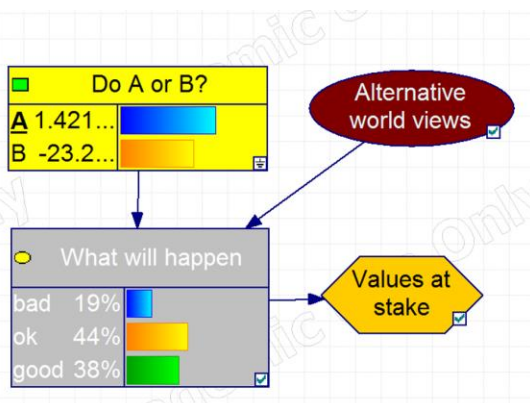 Do A or B?
A 1.421...
B -23.2...
Alternative
world views
What will happen
bad 19%
ok 44%
good 38%
Values at
stake